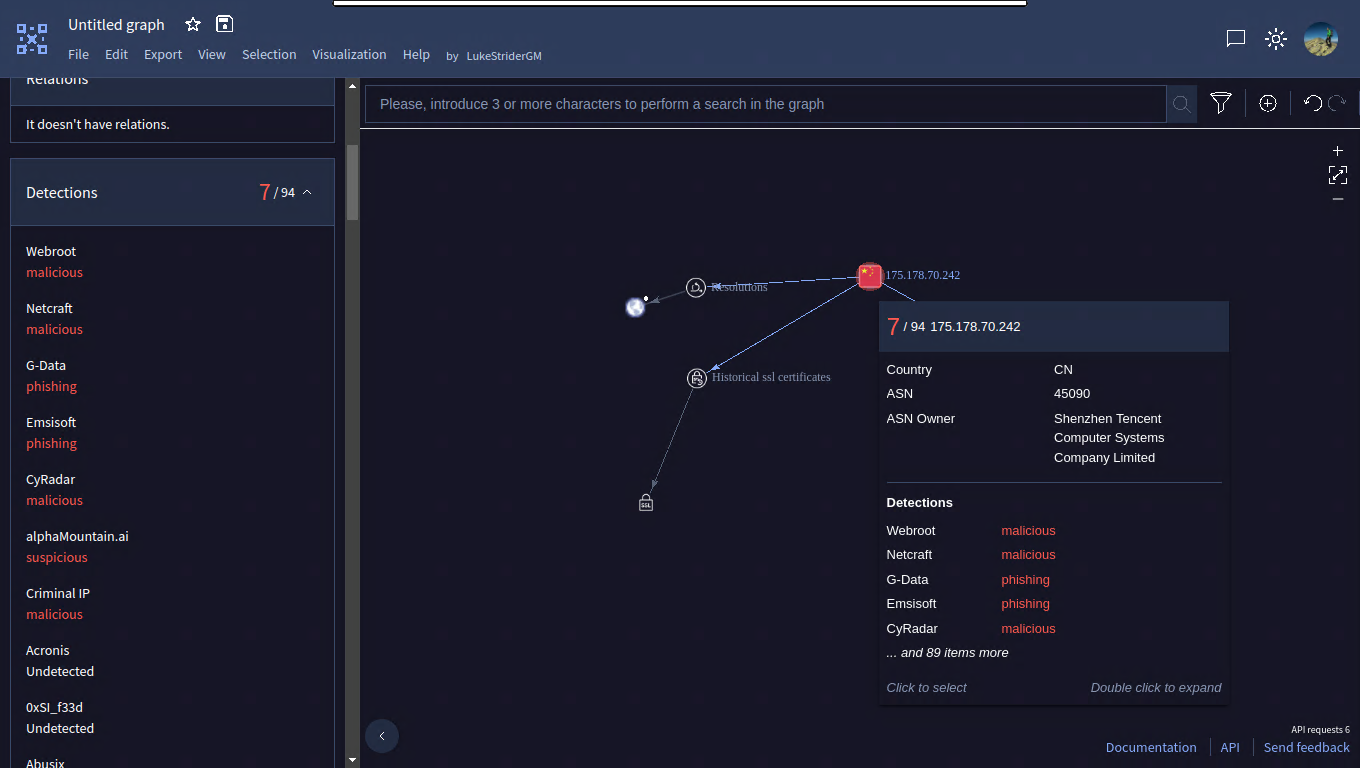 Untitled graph
File Edit Export View Selection Visualization Help by LukeStriderGM
Relations
It doesn't have relations.
Detections 7 / 94
Webroot
malicious
Netcraft
malicious
G-Data
phishing
Emsisoft
phishing
CyRadar
malicious
alphaMountain.ai
suspicious
Criminal IP
malicious
Acronis
Undetected
0xSI_f33d
Undetected
Abusix
Please, introduce 3 or more characters to perform a search in the graph
175.178.70.242
Resolutions
Historical ssl certificates
SSL
7 / 94 175.178.70.242
Country CN
ASN 45090
ASN Owner Shenzhen Tencent
Computer Systems
Company Limited
Detections
Webroot malicious
Netcraft malicious
G-Data phishing
Emsisoft phishing
CyRadar malicious
... and 89 items more
Click to select Double click to expand
API requests 6
Documentation API Send feedback